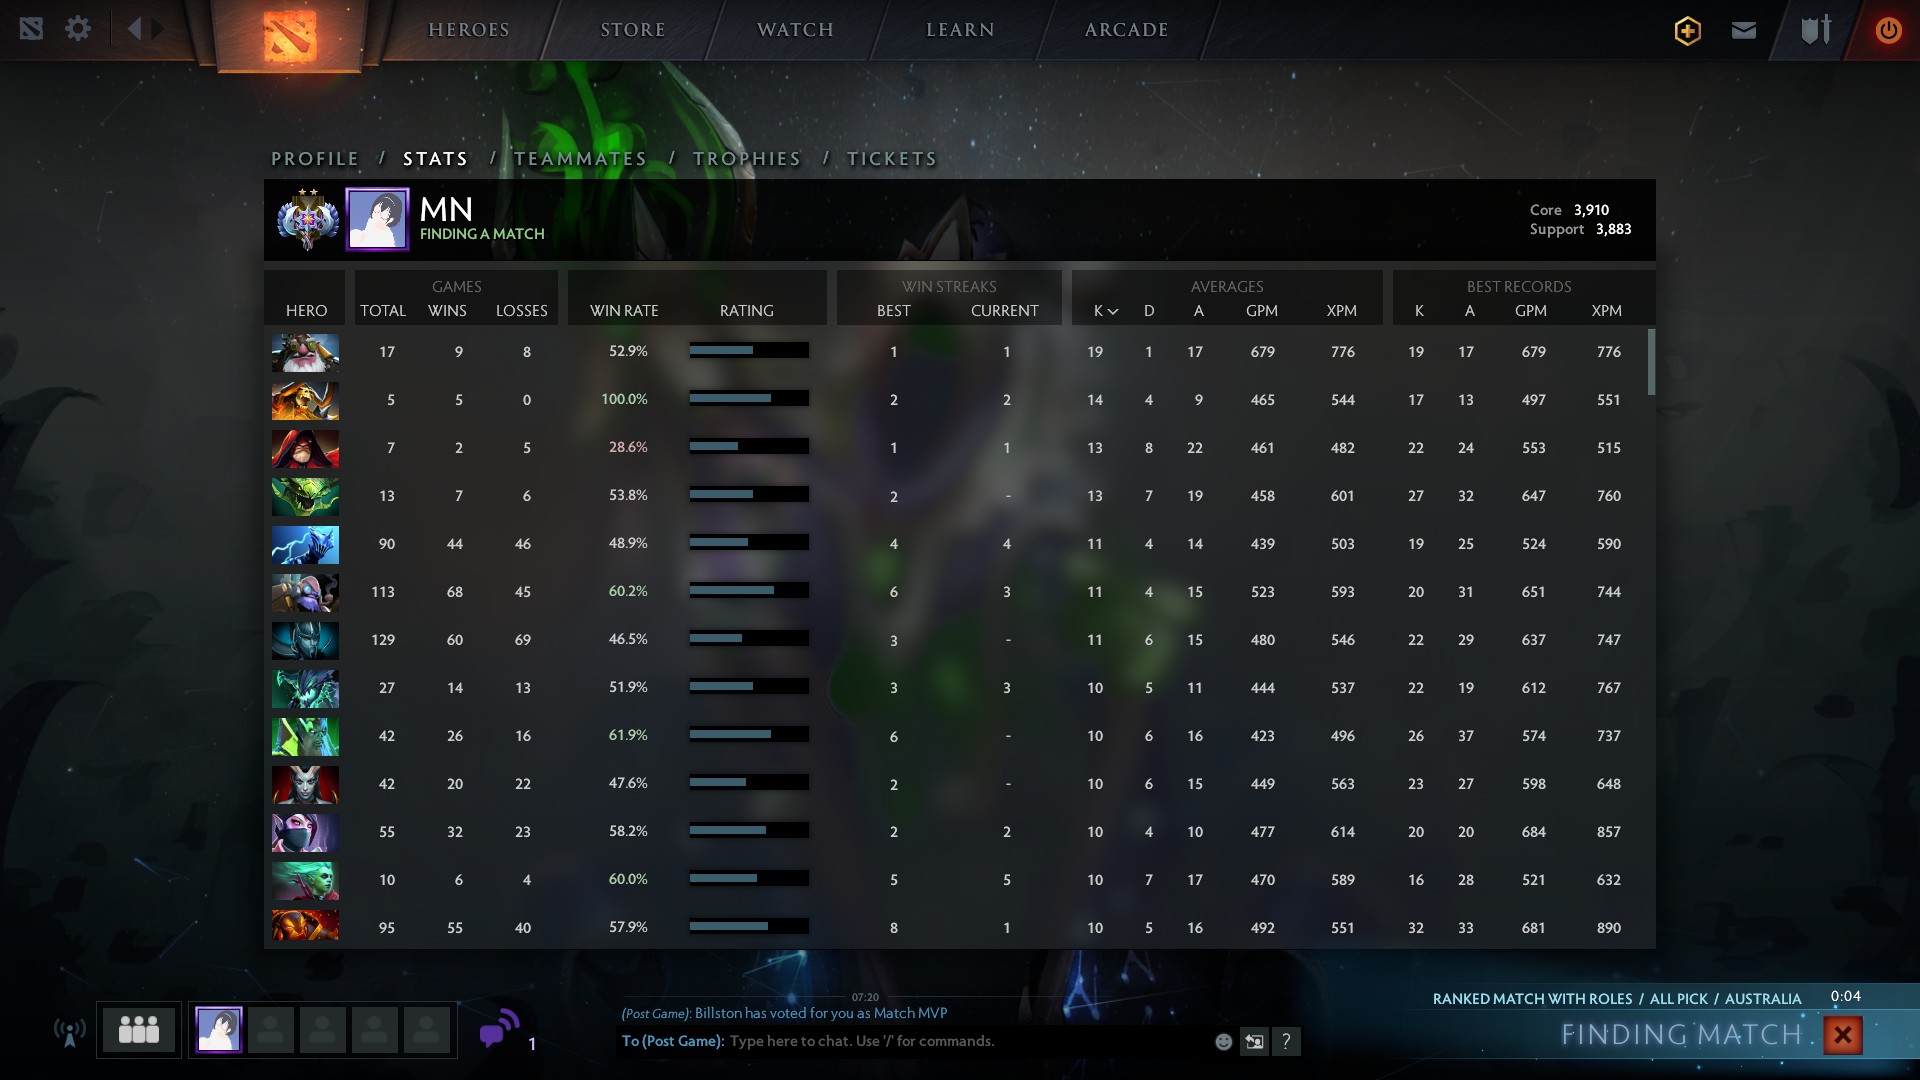 HEROES STORE WATCH LEARN ARCADE
PROFILE / STATS / TEAMMATES / TROPHIES / TICKETS
MN
FINDING A MATCH
Core 3,910
Support 3,883
GAMES WIN STREAKS AVERAGES BEST RECORDS
HERO TOTAL WINS LOSSES WIN RATE RATING BEST CURRENT K D A GPM XPM K A GPM XPM
17 9 8 52.9% 1 1 19 1 17 679 776 19 17 679 776
5 5 0 100.0% 2 2 14 4 9 465 544 17 13 497 551
7 2 5 28.6% 1 1 13 8 22 461 482 22 24 553 515
13 7 6 53.8% 2 - 13 7 19 458 601 27 32 647 760
90 44 46 48.9% 4 4 11 4 14 439 503 19 25 524 590
113 68 45 60.2% 6 3 11 4 15 523 593 20 31 651 744
129 60 69 46.5% 3 - 11 6 15 480 546 22 29 637 747
27 14 13 51.9% 3 3 10 5 11 444 537 22 19 612 767
42 26 16 61.9% 6 - 10 6 16 423 496 26 37 574 737
42 20 22 47.6% 2 - 10 6 15 449 563 23 27 598 648
55 32 23 58.2% 2 2 10 4 10 477 614 20 20 684 857
10 6 4 60.0% 5 5 10 7 17 470 589 16 28 521 632
95 55 40 57.9% 8 1 10 5 16 492 551 32 33 681 890
07:20
(Post Game): Billston has voted for you as Match MVP
To (Post Game): Type here to chat. Use '/' for commands.
?
1
RANKED MATCH WITH ROLES / ALL PICK / AUSTRALIA 0:04
FINDING MATCH